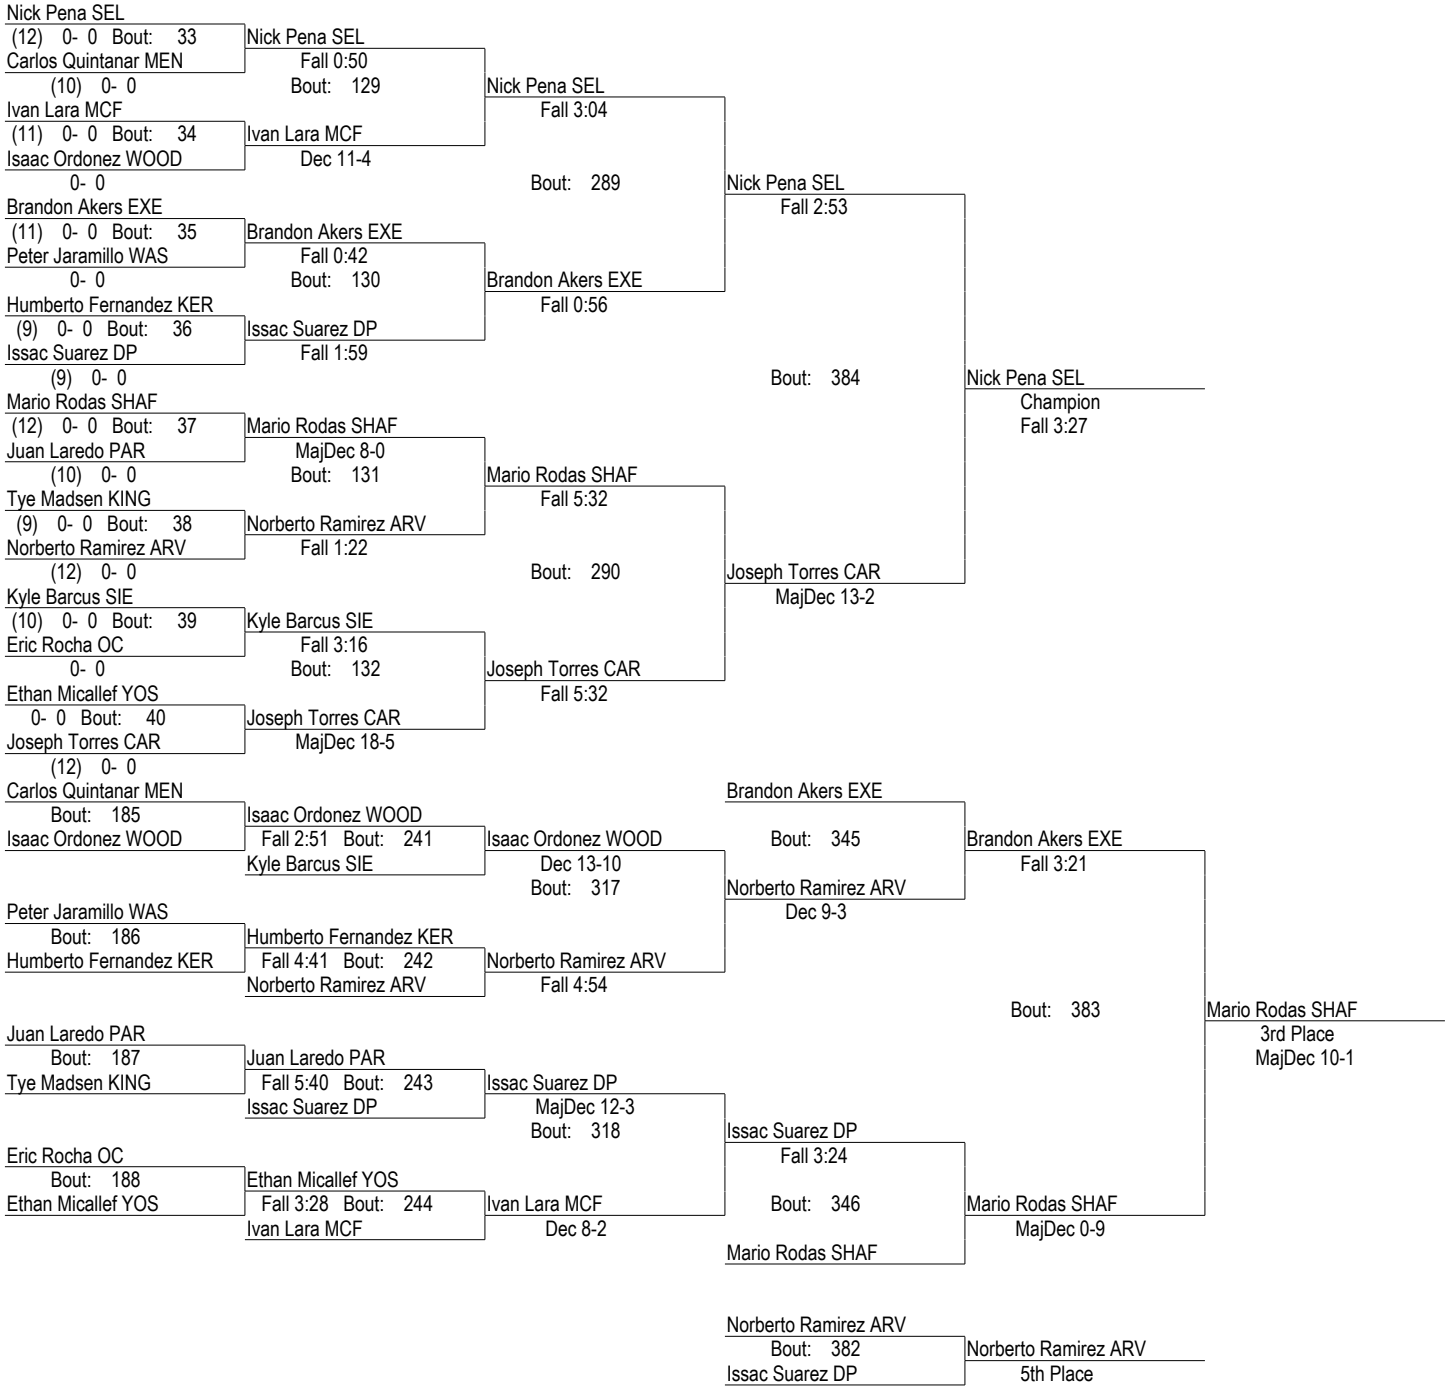 Nick Pena SEL
(12) 0- 0 Bout: 33 Nick Pena SEL
Carlos Quintanar MEN Fall 0:50
(10) 0- 0 Bout: 129 Nick Pena SEL
Ivan Lara MCF Fall 3:04
(11) 0- 0 Bout: 34 Ivan Lara MCF
Isaac Ordonez WOOD Dec 11-4
0- 0 Bout: 289 Nick Pena SEL
Brandon Akers EXE Fall 2:53
(11) 0- 0 Bout: 35 Brandon Akers EXE
Peter Jaramillo WAS Fall 0:42
0- 0 Bout: 130 Brandon Akers EXE
Humberto Fernandez KER Fall 0:56
(9) 0- 0 Bout: 36 Issac Suarez DP
Issac Suarez DP Fall 1:59
(9) 0- 0 Bout: 384 Nick Pena SEL
Mario Rodas SHAF Champion
(12) 0- 0 Bout: 37 Mario Rodas SHAF Fall 3:27
Juan Laredo PAR MajDec 8-0
(10) 0- 0 Bout: 131 Mario Rodas SHAF
Tye Madsen KING Fall 5:32
(9) 0- 0 Bout: 38 Norberto Ramirez ARV
Norberto Ramirez ARV Fall 1:22
(12) 0- 0 Bout: 290 Joseph Torres CAR
Kyle Barcus SIE MajDec 13-2
(10) 0- 0 Bout: 39 Kyle Barcus SIE
Eric Rocha OC Fall 3:16
0- 0 Bout: 132 Joseph Torres CAR
Ethan Micallef YOS Fall 5:32
0- 0 Bout: 40 Joseph Torres CAR
Joseph Torres CAR MajDec 18-5
(12) 0- 0
Carlos Quintanar MEN Brandon Akers EXE
Bout: 185 Isaac Ordonez WOOD
Isaac Ordonez WOOD Fall 2:51 Bout: 241 Isaac Ordonez WOOD Bout: 345 Brandon Akers EXE
Kyle Barcus SIE Dec 13-10 Fall 3:21
Bout: 317 Norberto Ramirez ARV
Peter Jaramillo WAS Dec 9-3
Bout: 186 Humberto Fernandez KER
Humberto Fernandez KER Fall 4:41 Bout: 242 Norberto Ramirez ARV
Norberto Ramirez ARV Fall 4:54
Bout: 383 Mario Rodas SHAF
Juan Laredo PAR 3rd Place
Bout: 187 Juan Laredo PAR MajDec 10-1
Tye Madsen KING Fall 5:40 Bout: 243 Issac Suarez DP
Issac Suarez DP MajDec 12-3
Bout: 318 Issac Suarez DP
Eric Rocha OC Fall 3:24
Bout: 188 Ethan Micallef YOS
Ethan Micallef YOS Fall 3:28 Bout: 244 Ivan Lara MCF Bout: 346 Mario Rodas SHAF
Ivan Lara MCF Dec 8-2 MajDec 0-9
Mario Rodas SHAF
Norberto Ramirez ARV
Bout: 382 Norberto Ramirez ARV
Issac Suarez DP 5th Place